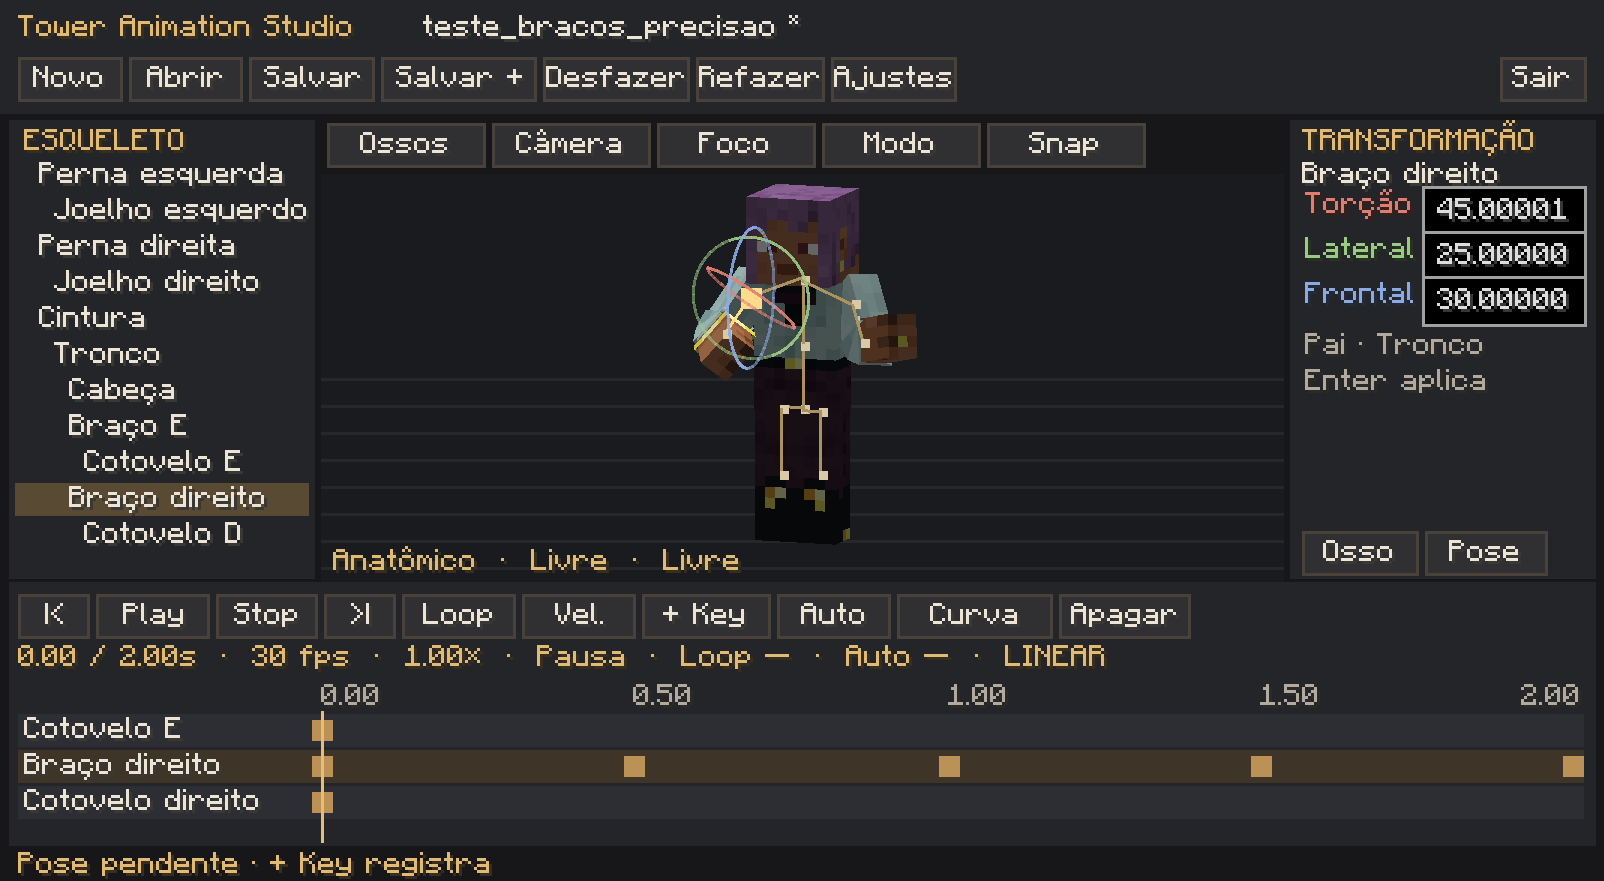 Tower Animation Studio teste_bracos_precisao *
Novo Abrir Salvar Salvar + Desfazer Refazer Ajustes Sair
ESQUELETO
Perna esquerda
Joelho esquerdo
Perna direita
Joelho direito
Cintura
Tronco
Cabeça
Braço E
Cotovelo E
Braço direito
Cotovelo D
Ossos Câmera Foco Modo Snap
Anatômico · Livre · Livre
TRANSFORMAÇÃO
Braço direito
Torção 45.00001
Lateral 25.00000
Frontal 30.00000
Pai · Tronco
Enter aplica
Osso Pose
K Play Stop >| Loop Vel. + Key Auto Curva Apagar
0.00 / 2.00s · 30 fps · 1.00× · Pausa · Loop — · Auto — · LINEAR
0.00 0.50 1.00 1.50 2.00
Cotovelo E
Braço direito
Cotovelo direito
Pose pendente · + Key registra